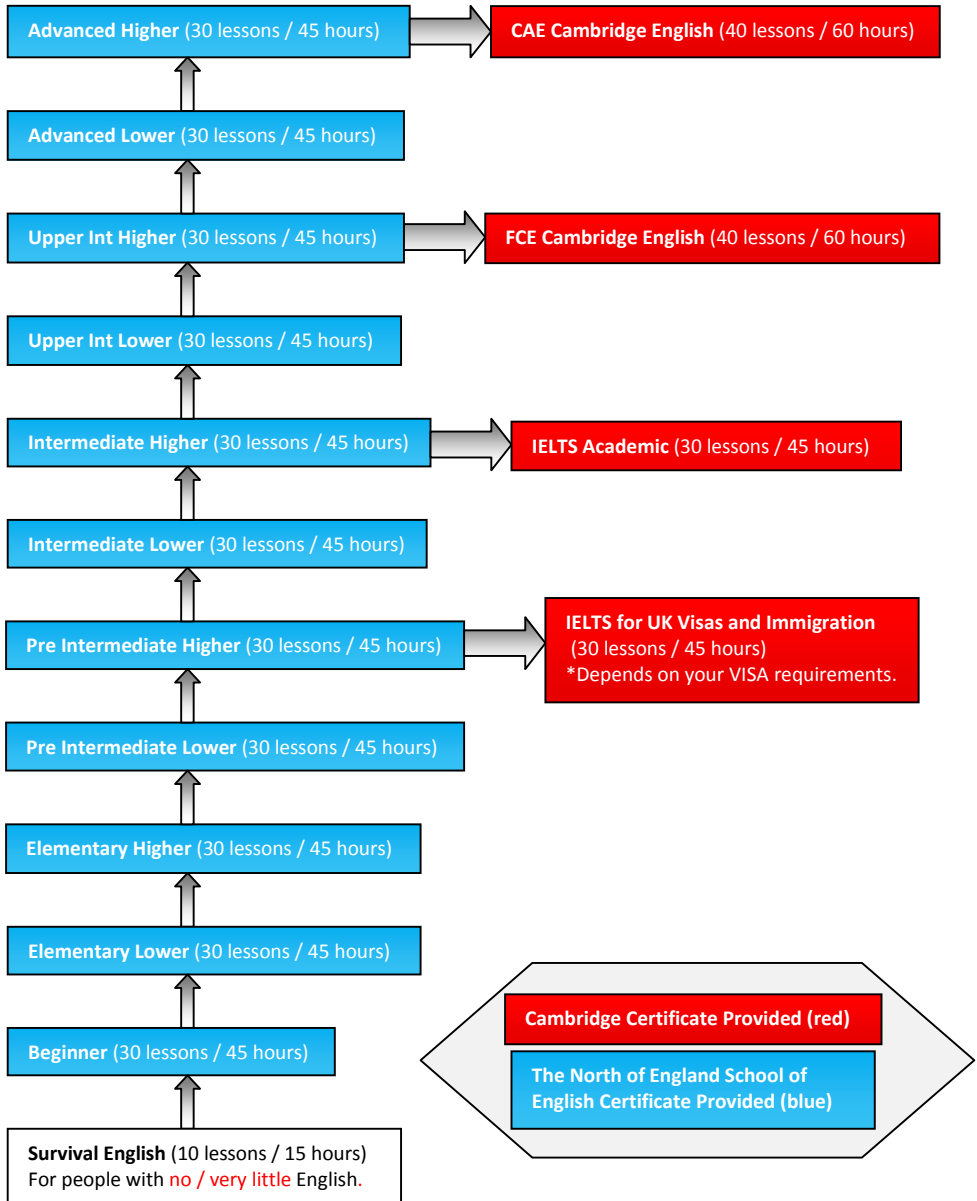 Advanced Higher (30 lessons / 45 hours)
CAE Cambridge English (40 lessons / 60 hours)
Advanced Lower (30 lessons / 45 hours)
Upper Int Higher (30 lessons / 45 hours)
FCE Cambridge English (40 lessons / 60 hours)
Upper Int Lower (30 lessons / 45 hours)
Intermediate Higher (30 lessons / 45 hours)
IELTS Academic (30 lessons / 45 hours)
Intermediate Lower (30 lessons / 45 hours)
Pre Intermediate Higher (30 lessons / 45 hours)
IELTS for UK Visas and Immigration
(30 lessons / 45 hours)
*Depends on your VISA requirements.
Pre Intermediate Lower (30 lessons / 45 hours)
Elementary Higher (30 lessons / 45 hours)
Elementary Lower (30 lessons / 45 hours)
Beginner (30 lessons / 45 hours)
Survival English (10 lessons / 15 hours)
For people with no / very little English.
Cambridge Certificate Provided (red)
The North of England School of
English Certificate Provided (blue)